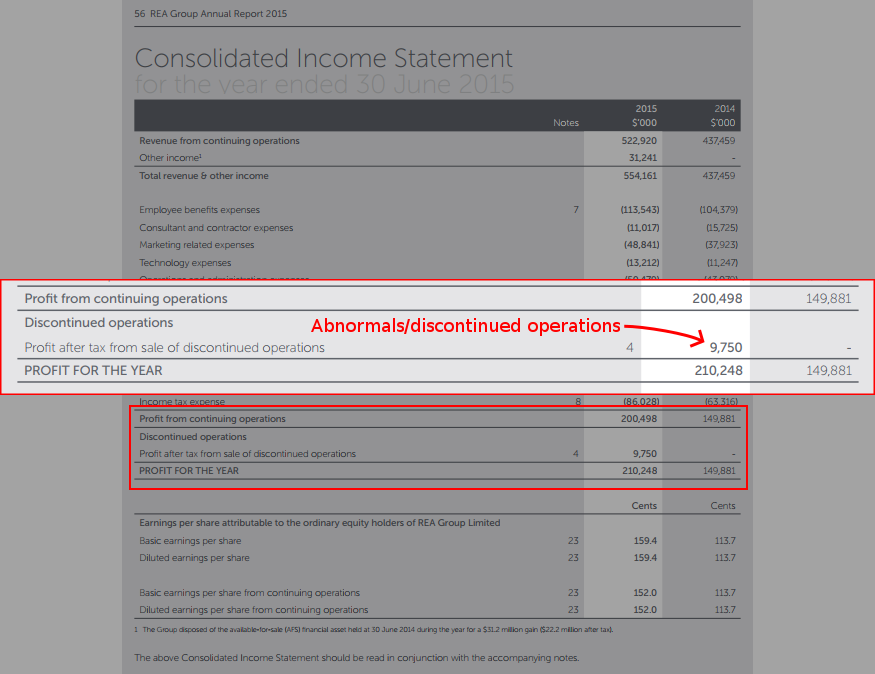 56 REA Group Annual Report 2015
Consolidated Income Statement
for the year ended 30 June 2015
2015 2014
Notes $'000 $'000
Revenue from continuing operations 522,920 437,459
Other income¹ 31,241 -
Total revenue & other income 554,161 437,459
Employee benefits expenses 7 (113,543) (104,379)
Consultant and contractor expenses (11,017) (15,725)
Marketing related expenses (48,841) (37,923)
Technology expenses (13,212) (11,247)
Profit from continuing operations 200,498 149,881
Discontinued operations
Abnormals/discontinued operations
Profit after tax from sale of discontinued operations 4 9,750 -
PROFIT FOR THE YEAR 210,248 149,881
Income tax expense 8 (86,028) (63,316)
Profit from continuing operations 200,498 149,881
Discontinued operations
Profit after tax from sale of discontinued operations 4 9,750 -
PROFIT FOR THE YEAR 210,248 149,881
Cents Cents
Earnings per share attributable to the ordinary equity holders of REA Group Limited
Basic earnings per share 23 159.4 113.7
Diluted earnings per share 23 159.4 113.7
Basic earnings per share from continuing operations 23 152.0 113.7
Diluted earnings per share from continuing operations 23 152.0 113.7
1 The Group disposed of the available-for-sale (AFS) financial asset held at 30 June 2014 during the year for a $31.2 million gain ($22.2 million after tax).
The above Consolidated Income Statement should be read in conjunction with the accompanying notes.